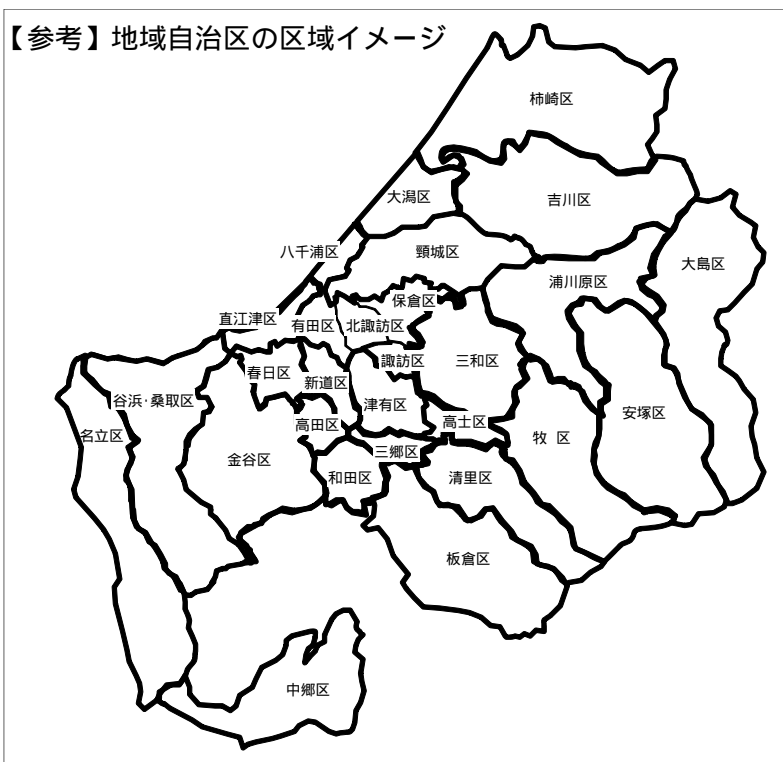 【参考】地域自治区の区域イメージ
柿崎区
大潟区
吉川区
八千浦区
頸城区
大島区
浦川原区
保倉区
直江津区
有田区
北諏訪区
諏訪区
三和区
春日区
新道区
谷浜・桑取区
津有区
安塚区
高田区
高士区
名立区
牧 区
三郷区
金谷区
和田区
清里区
板倉区
中郷区